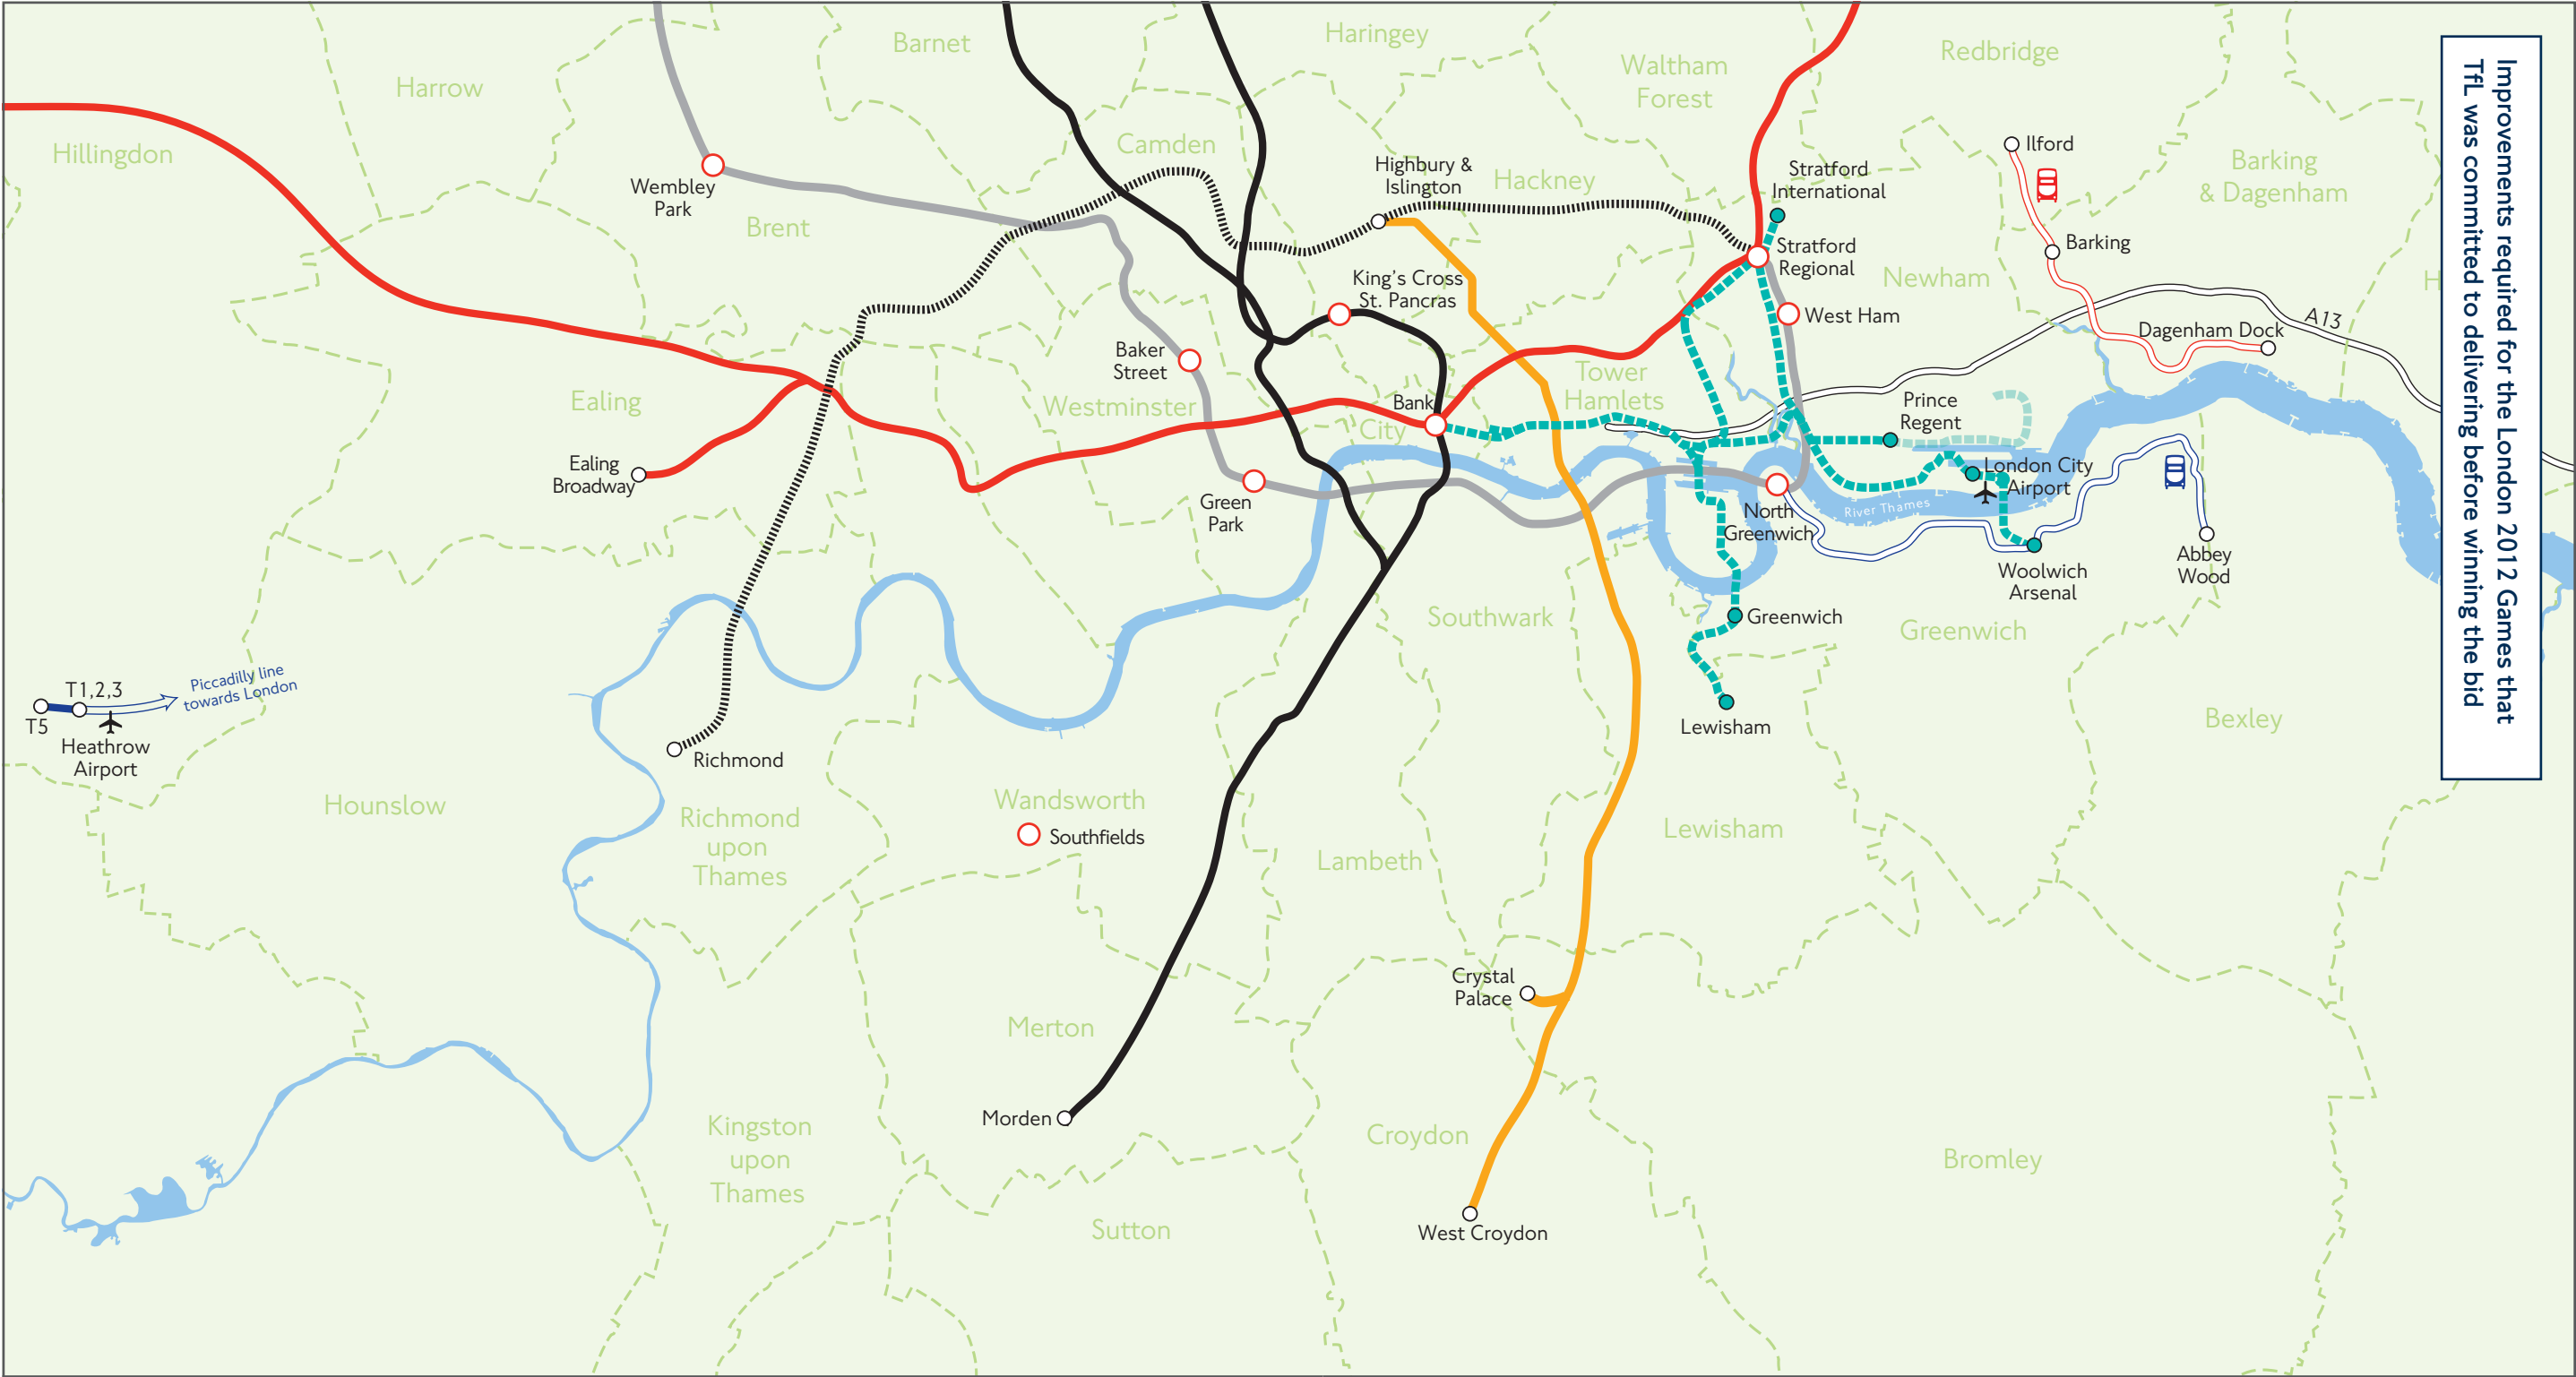 Improvements required for the London 2012 Games that
TfL was committed to delivering before winning the bid
Barnet
Haringey
Redbridge
Harrow
Waltham
Forest
Hillingdon
Camden
Ilford
Barking
& Dagenham
Highbury &
Islington
Hackney
Stratford
International
Wembley
Park
Brent
Barking
Stratford
Regional
Newham
H
King's Cross
St. Pancras
West Ham
A13
Dagenham Dock
Baker
Street
Ealing
Westminster
Tower
Hamlets
Bank
City
Prince
Regent
Ealing
Broadway
Green
Park
London City
Airport
River Thames
North
Greenwich
Abbey
Wood
Woolwich
Arsenal
Southwark
Greenwich
Greenwich
Piccadilly line
towards London
T1,2,3
T5
Heathrow
Airport
Lewisham
Bexley
Richmond
Hounslow
Wandsworth
Southfields
Richmond
upon
Thames
Lewisham
Lambeth
Crystal
Palace
Merton
Morden
Kingston
upon
Thames
Croydon
Bromley
Sutton
West Croydon